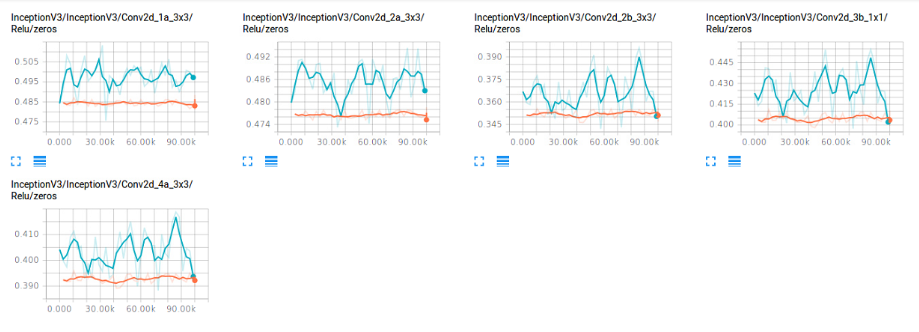 InceptionV3/InceptionV3/Conv2d_1a_3x3/
Relu/zeros
0.505
0.495
0.485
0.475
0.000 30.00k 60.00k 90.00k
InceptionV3/InceptionV3/Conv2d_2a_3x3/
Relu/zeros
0.492
0.486
0.480
0.474
0.000 30.00k 60.00k 90.00k
InceptionV3/InceptionV3/Conv2d_2b_3x3/
Relu/zeros
0.390
0.375
0.360
0.345
0.000 30.00k 60.00k 90.00k
InceptionV3/InceptionV3/Conv2d_3b_1x1/
Relu/zeros
0.445
0.430
0.415
0.400
0.000 30.00k 60.00k 90.00k
InceptionV3/InceptionV3/Conv2d_4a_3x3/
Relu/zeros
0.410
0.400
0.390
0.000 30.00k 60.00k 90.00k